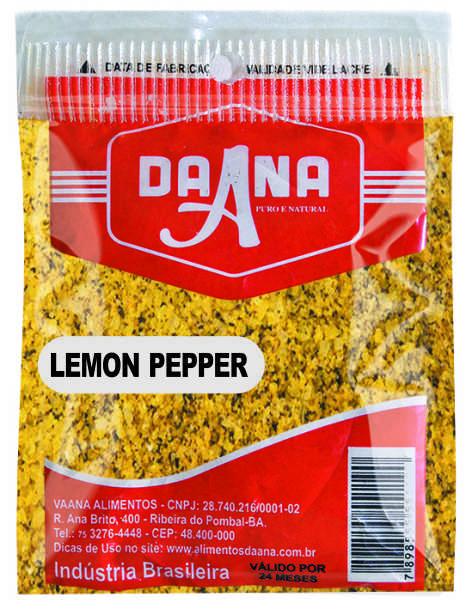 DATA DE FABRICAÇ VALIDADE VIDE LACRE
DAANA
PURO E NATURAL
LEMON PEPPER
VAANA ALIMENTOS - CNPJ: 28.740.216/0001-02
R. Ana Brito, 400 - Ribeira do Pombal-BA.
Tel.: 75 3276-4448 - CEP: 48.400-000
Dicas de Uso no site: www.alimentosdaana.com.br
Indústria Brasileira
VÁLIDO POR
24 MESES